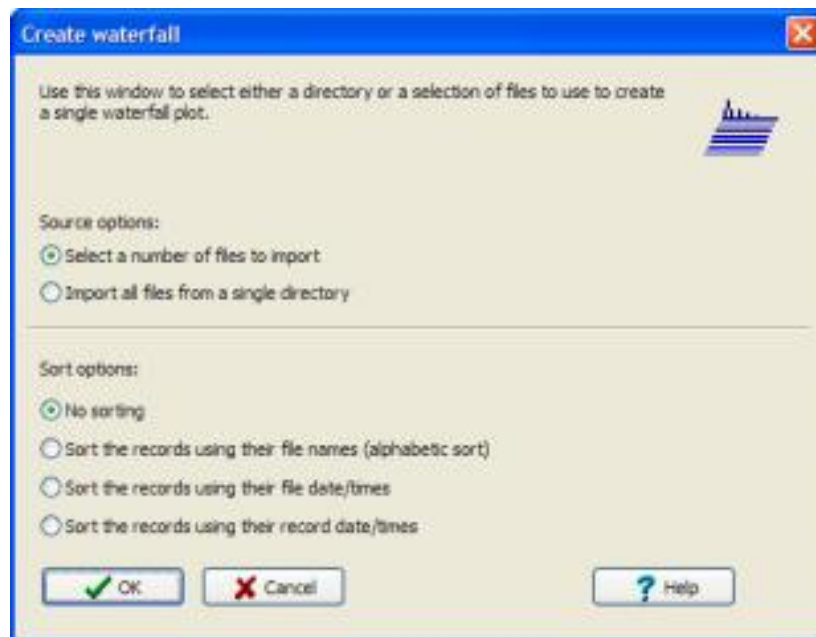 Create waterfall
Use this window to select either a directory or a selection of files to use to create
a single waterfall plot.
Source options:
Select a number of files to import
Import all files from a single directory
Sort options:
No sorting
Sort the records using their file names (alphabetic sort)
Sort the records using their file date/times
Sort the records using their record date/times
OK
Cancel
Help